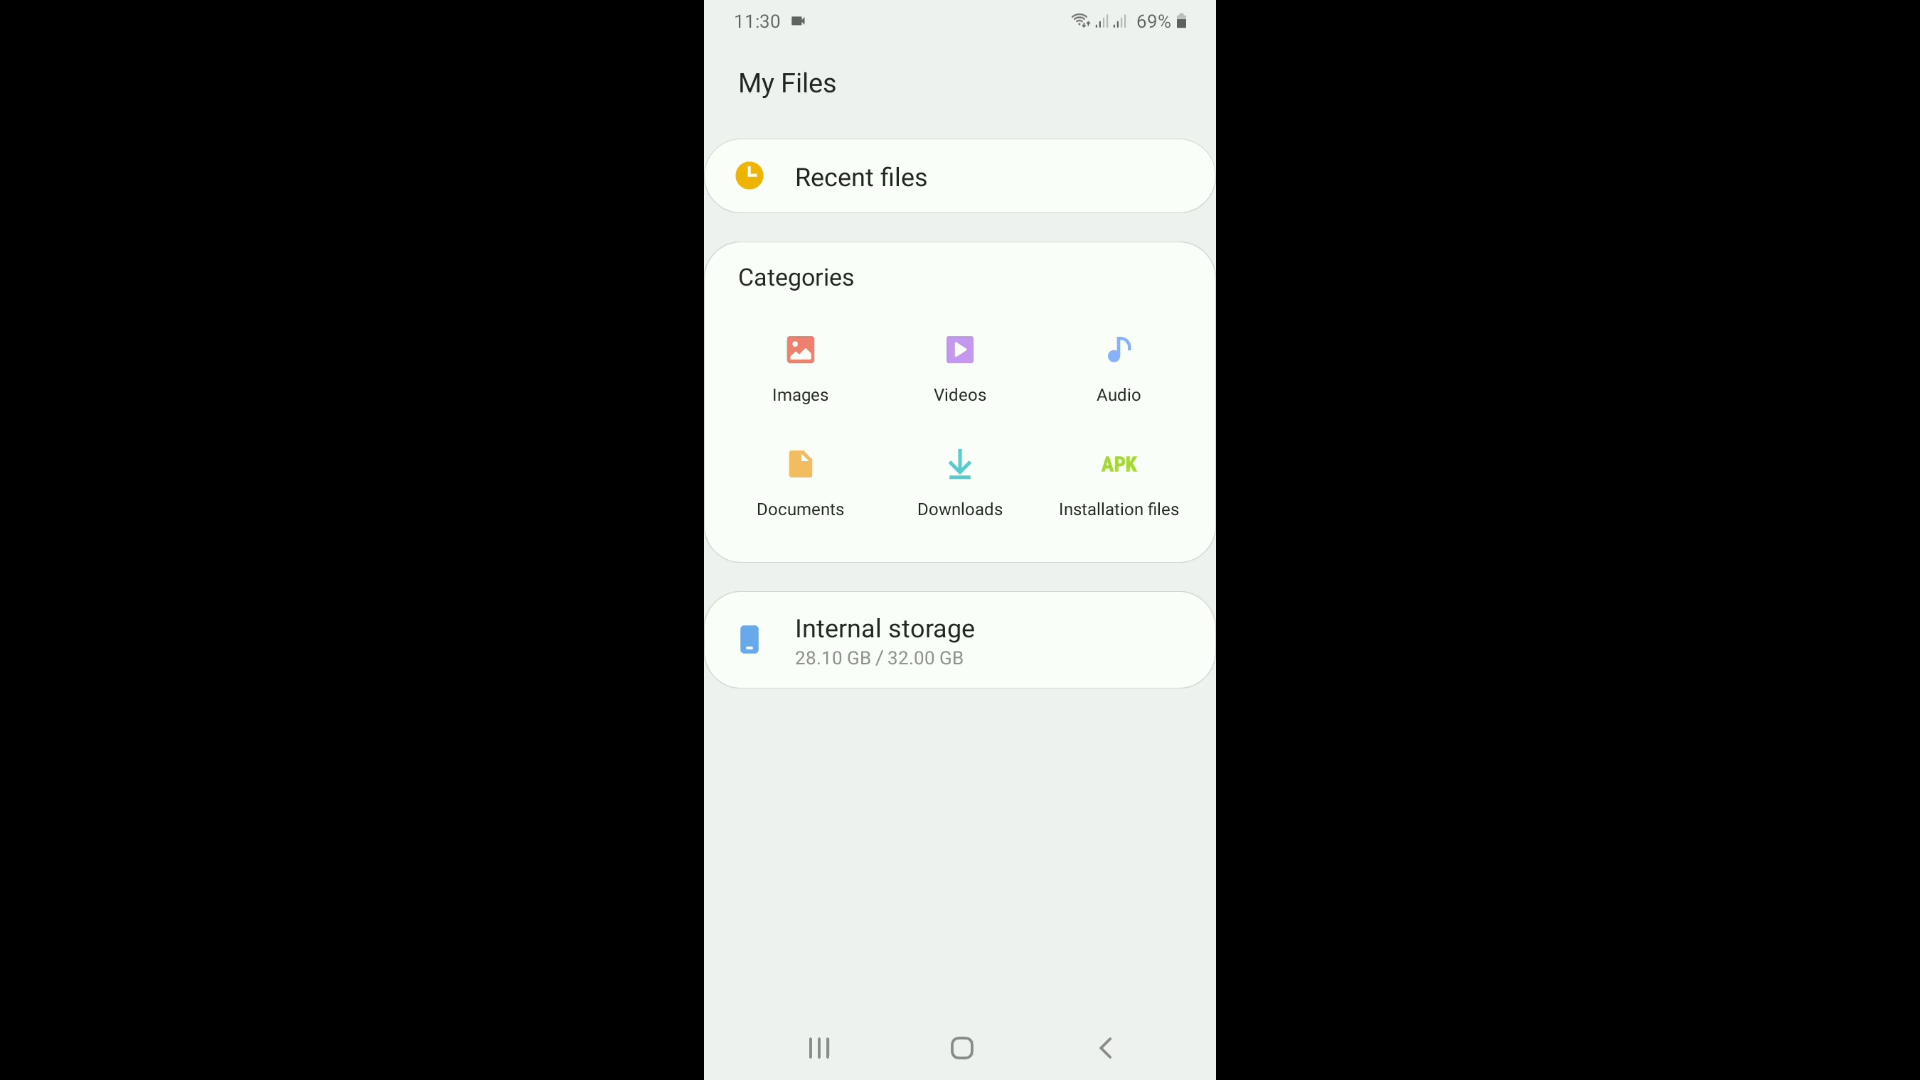 11:30 69%
My Files
Recent files
Categories
Images Videos Audio
APK
Documents Downloads Installation files
Internal storage
28.10 GB / 32.00 GB